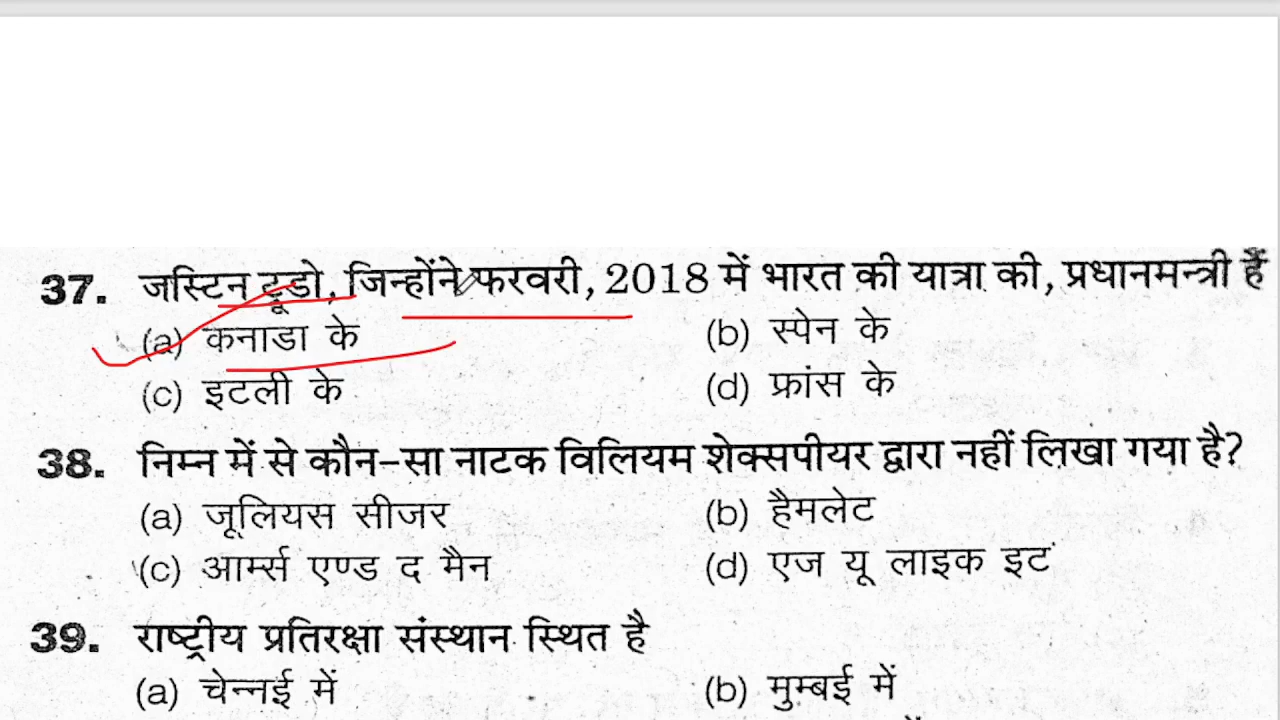 37. जस्टिन ट्रूडो, जिन्होंने फरवरी, 2018 में भारत की यात्रा की, प्रधानमन्त्री हैं
(a) कनाडा के (b) स्पेन के
(c) इटली के (d) फ्रांस के
38. निम्न में से कौन-सा नाटक विलियम शेक्सपीयर द्वारा नहीं लिखा गया है?
(a) जूलियस सीजर (b) हैमलेट
(c) आर्म्स एण्ड द मैन (d) एज यू लाइक इट
39. राष्ट्रीय प्रतिरक्षा संस्थान स्थित है
(a) चेन्नई में (b) मुम्बई में